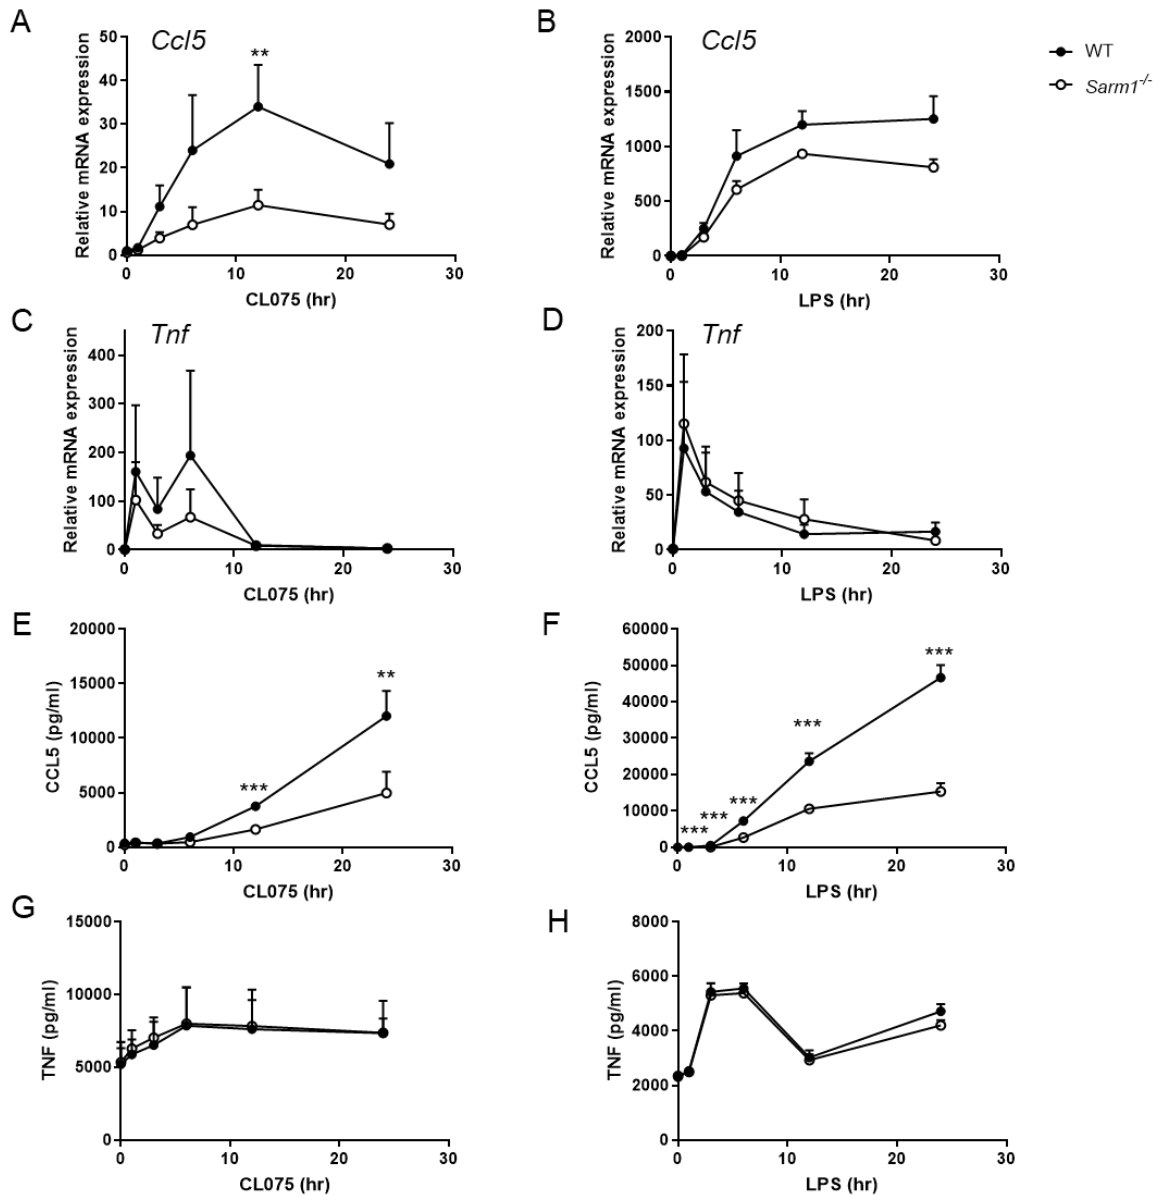 A
Ccl5
Relative mRNA expression
50
40
30
20
10
0
**
0 10 20 30
CL075 (hr)
B
Ccl5
Relative mRNA expression
2000
1500
1000
500
0
0 10 20 30
LPS (hr)
WT
Sarm1-/-
C
Tnf
Relative mRNA expression
400
300
200
100
0
0 10 20 30
CL075 (hr)
D
Tnf
Relative mRNA expression
200
150
100
50
0
0 10 20 30
LPS (hr)
E
CCL5 (pg/ml)
20000
15000
10000
5000
0
***
**
0 10 20 30
CL075 (hr)
F
CCL5 (pg/ml)
60000
50000
40000
30000
20000
10000
0
***
***
***
***
***
0 10 20 30
LPS (hr)
G
TNF (pg/ml)
15000
10000
5000
0
0 10 20 30
CL075 (hr)
H
TNF (pg/ml)
8000
6000
4000
2000
0
0 10 20 30
LPS (hr)